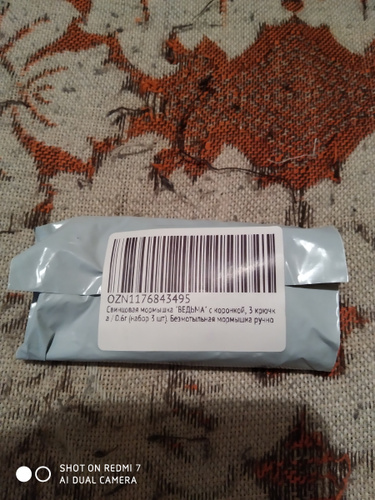 OZN1176843495
Свинцовая мормышка "ВЕДЬМА" с коронкой, 3 крючк
а / 0.6г (набор 3 шт). Безмотыльная мормышка ручно
SHOT ON REDMI 7
AI DUAL CAMERA